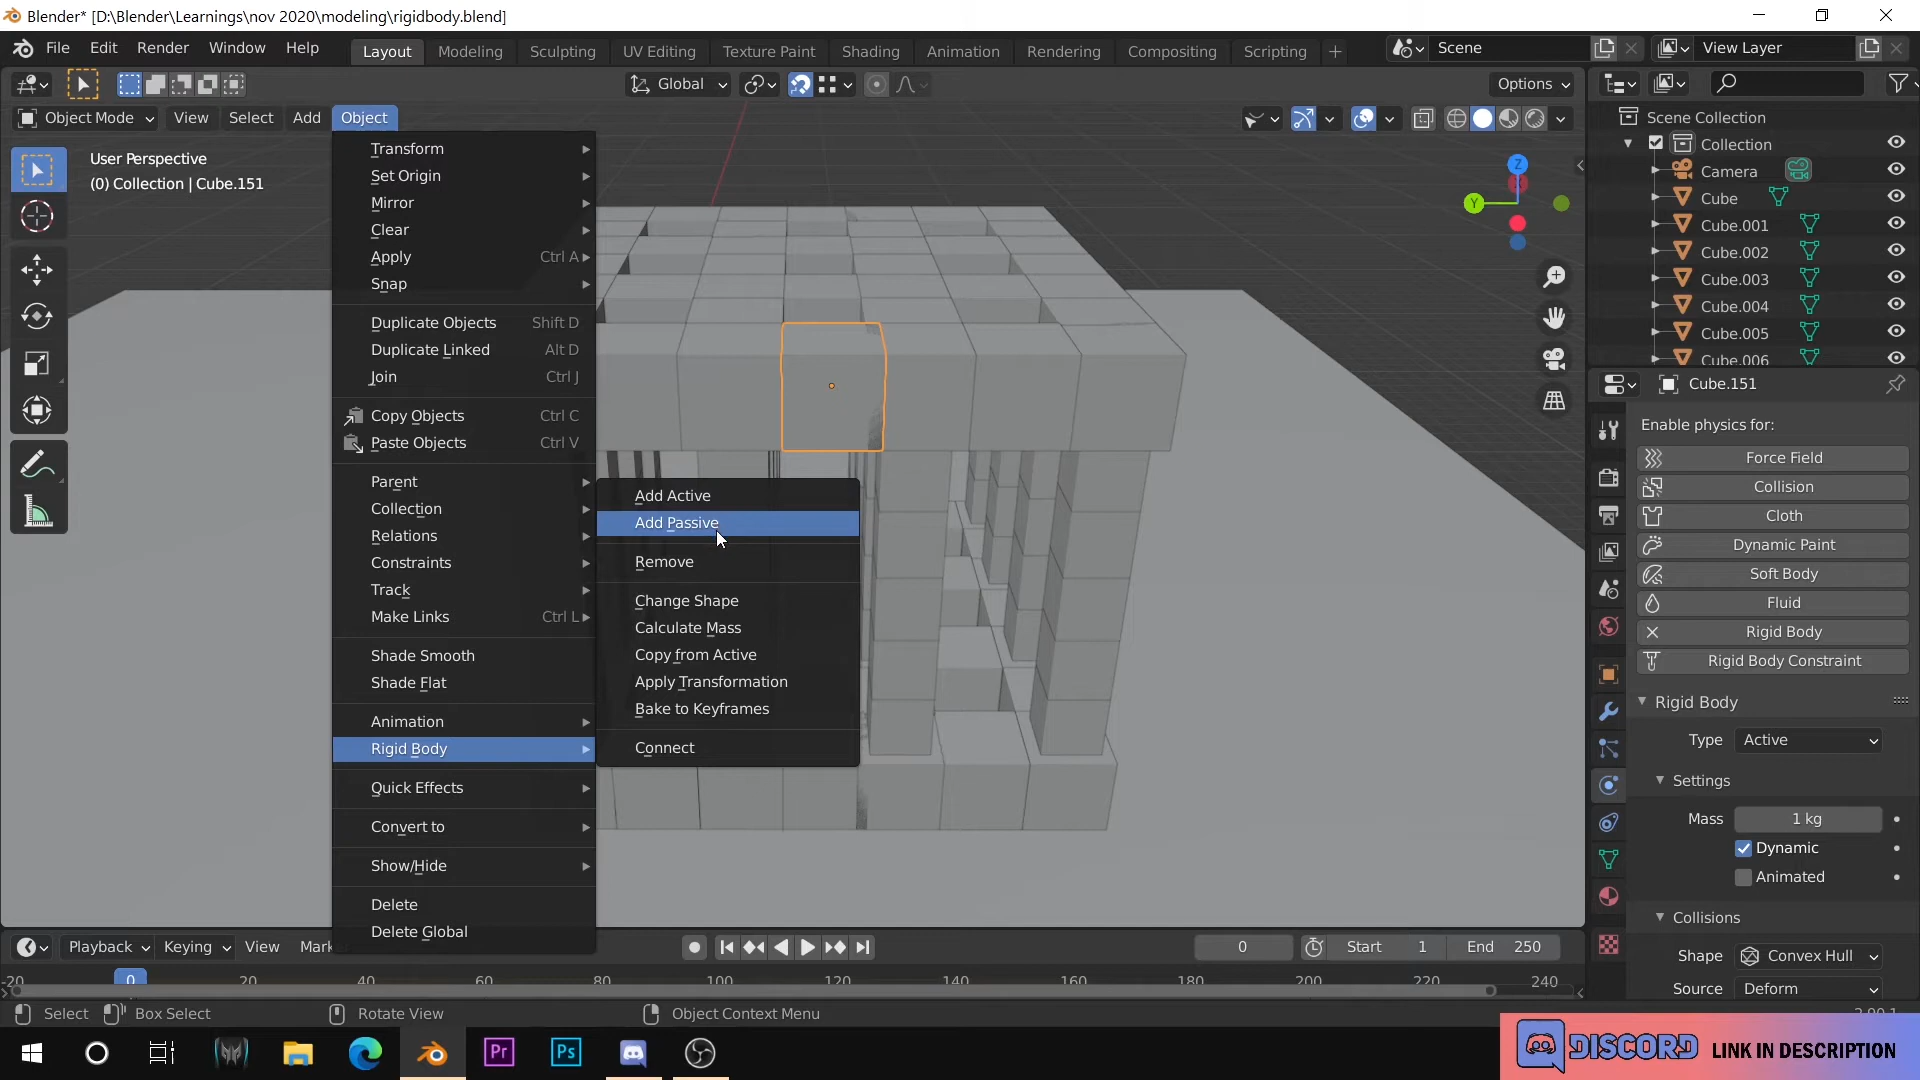 Blender* [D:\Blender\Learnings\nov 2020\modeling\rigidbody.blend]
File Edit Render Window Help Layout Modeling Sculpting UV Editing Texture Paint Shading Animation Rendering Compositing Scripting + Scene View Layer
Global Options
Object Mode View Select Add Object
User Perspective
(0) Collection | Cube.151
Transform
Set Origin
Mirror
Clear
Apply Ctrl A
Snap
Duplicate Objects Shift D
Duplicate Linked Alt D
Join Ctrl J
Copy Objects Ctrl C
Paste Objects Ctrl V
Parent
Collection
Relations
Constraints
Track
Make Links Ctrl L
Shade Smooth
Shade Flat
Animation
Rigid Body
Quick Effects
Convert to
Show/Hide
Delete
Delete Global
Add Active
Add Passive
Remove
Change Shape
Calculate Mass
Copy from Active
Apply Transformation
Bake to Keyframes
Connect
Z
Y
Scene Collection
Collection
Camera
Cube
Cube.001
Cube.002
Cube.003
Cube.004
Cube.005
Cube.006
Cube.151
Enable physics for:
Force Field
Collision
Cloth
Dynamic Paint
Soft Body
Fluid
Rigid Body
Rigid Body Constraint
Rigid Body
Type Active
Settings
Mass 1 kg
Dynamic
Animated
Collisions
Shape Convex Hull
Source Deform
Playback Keying View Mark 0 Start 1 End 250
-20 0 20 40 60 80 100 120 140 160 180 200 220 240
Select Box Select Rotate View Object Context Menu 2.90.1
Pr Ps
DISCORD LINK IN DESCRIPTION